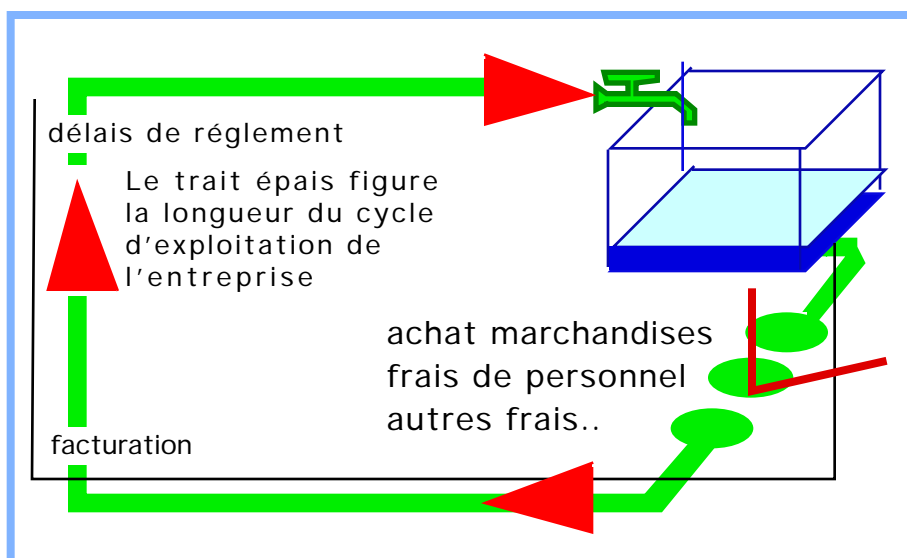 délais de réglement
Le trait épais figure
la longueur du cycle
d'exploitation de
l'entreprise
achat marchandises
frais de personnel
autres frais..
facturation